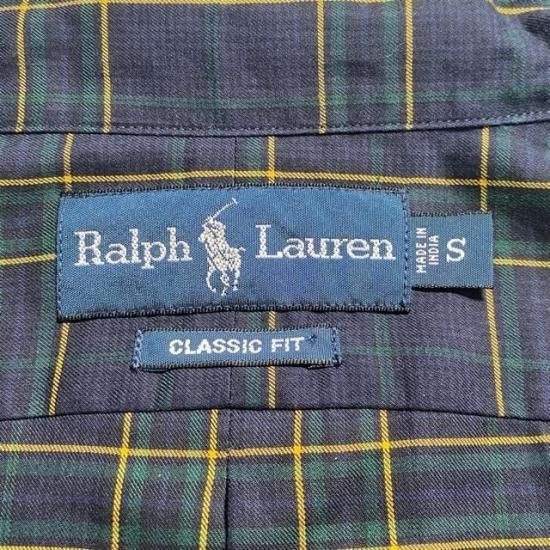 Ralph Lauren
MADE IN
INDIA
S
CLASSIC FIT